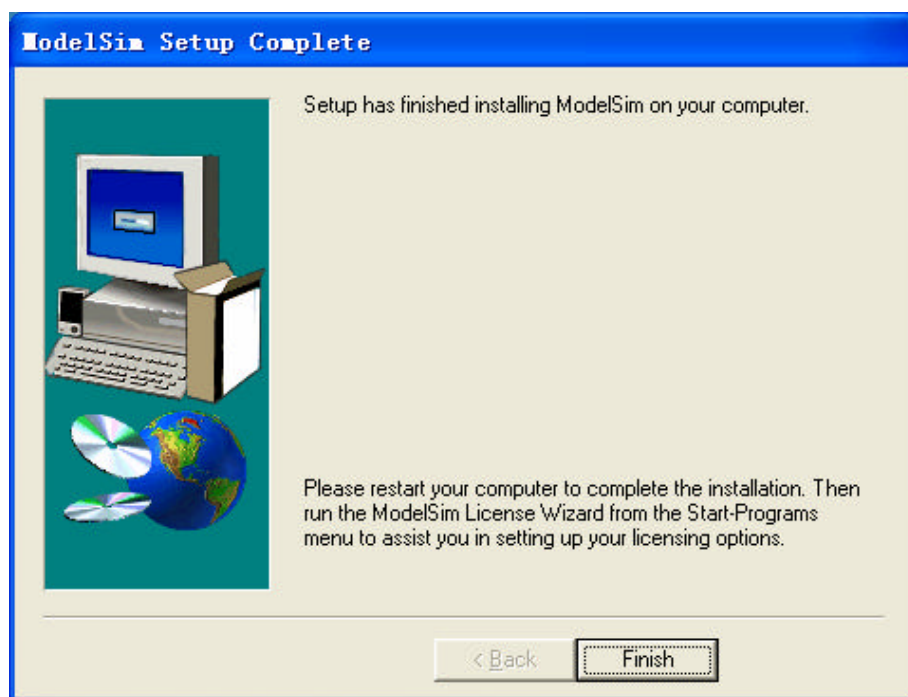 ModelSim Setup Complete
Setup has finished installing ModelSim on your computer.
Please restart your computer to complete the installation. Then
run the ModelSim License Wizard from the Start-Programs
menu to assist you in setting up your licensing options.
< Back
Finish